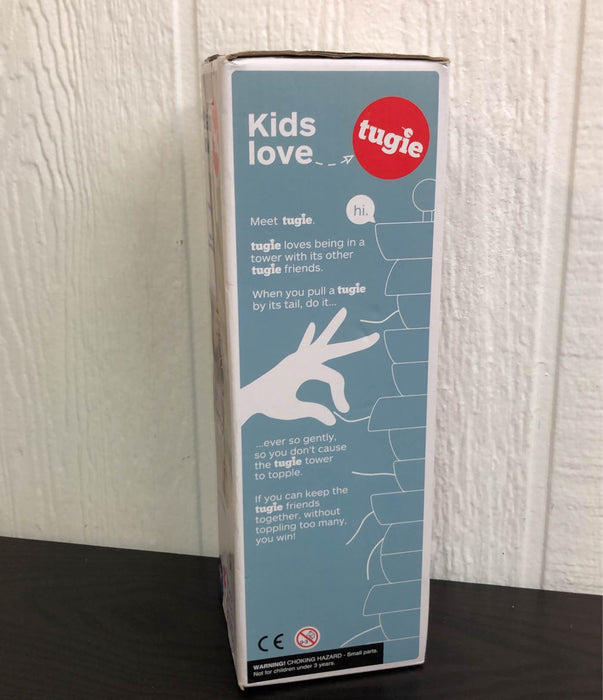 Kids
love
tugie
hi.
Meet tugie.
tugie loves being in a
tower with its other
tugie friends.
When you pull a tugie
by its tail, do it...
...ever so gently,
so you don't cause
the tugie tower
to topple.
If you can keep the
tugie friends
together, without
toppling too many,
you win!
CE
0-3
WARNING! CHOKING HAZARD - Small parts.
Not for children under 3 years.